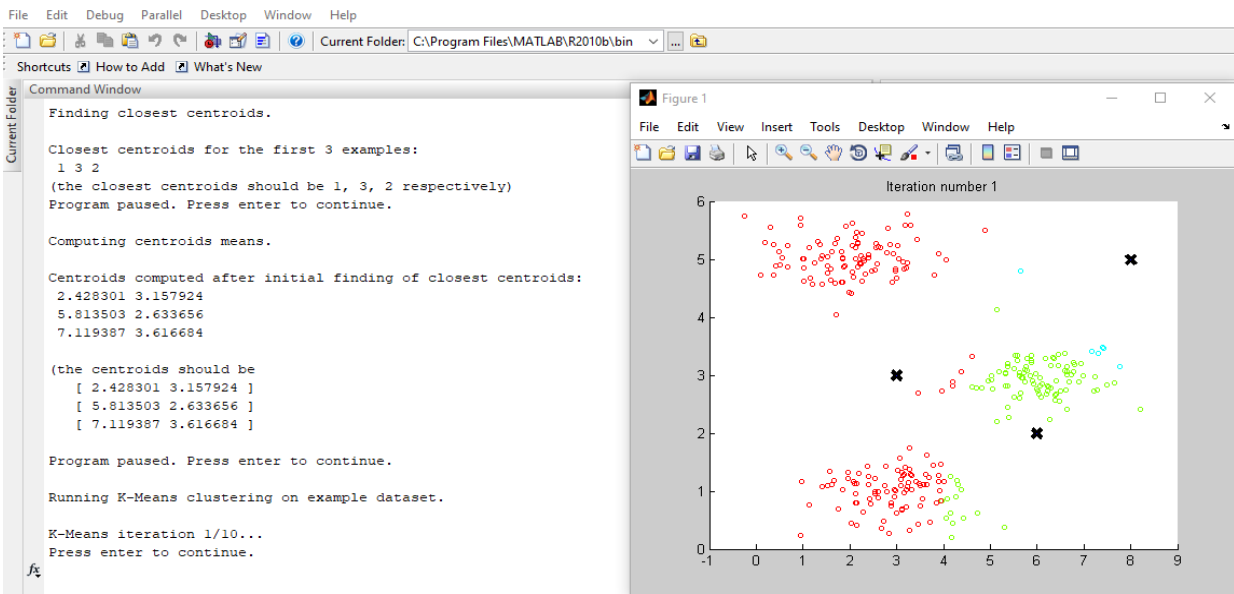 File Edit Debug Parallel Desktop Window Help
Current Folder: C:\Program Files\MATLAB\R2010b\bin
Shortcuts How to Add What's New
Current Folder
Command Window
Finding closest centroids.
Closest centroids for the first 3 examples:
1 3 2
(the closest centroids should be 1, 3, 2 respectively)
Program paused. Press enter to continue.
Computing centroids means.
Centroids computed after initial finding of closest centroids:
2.428301 3.157924
5.813503 2.633656
7.119387 3.616684
(the centroids should be
[ 2.428301 3.157924 ]
[ 5.813503 2.633656 ]
[ 7.119387 3.616684 ]
Program paused. Press enter to continue.
Running K-Means clustering on example dataset.
K-Means iteration 1/10...
Press enter to continue.
fx
Figure 1
File Edit View Insert Tools Desktop Window Help
Iteration number 1
6
5
4
3
2
1
0
-1 0 1 2 3 4 5 6 7 8 9